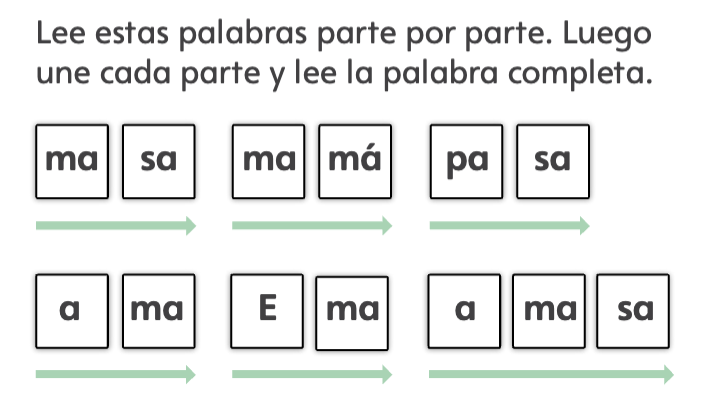 Lee estas palabras parte por parte. Luego
une cada parte y lee la palabra completa.
ma sa ma má pa sa
a ma E ma a ma sa